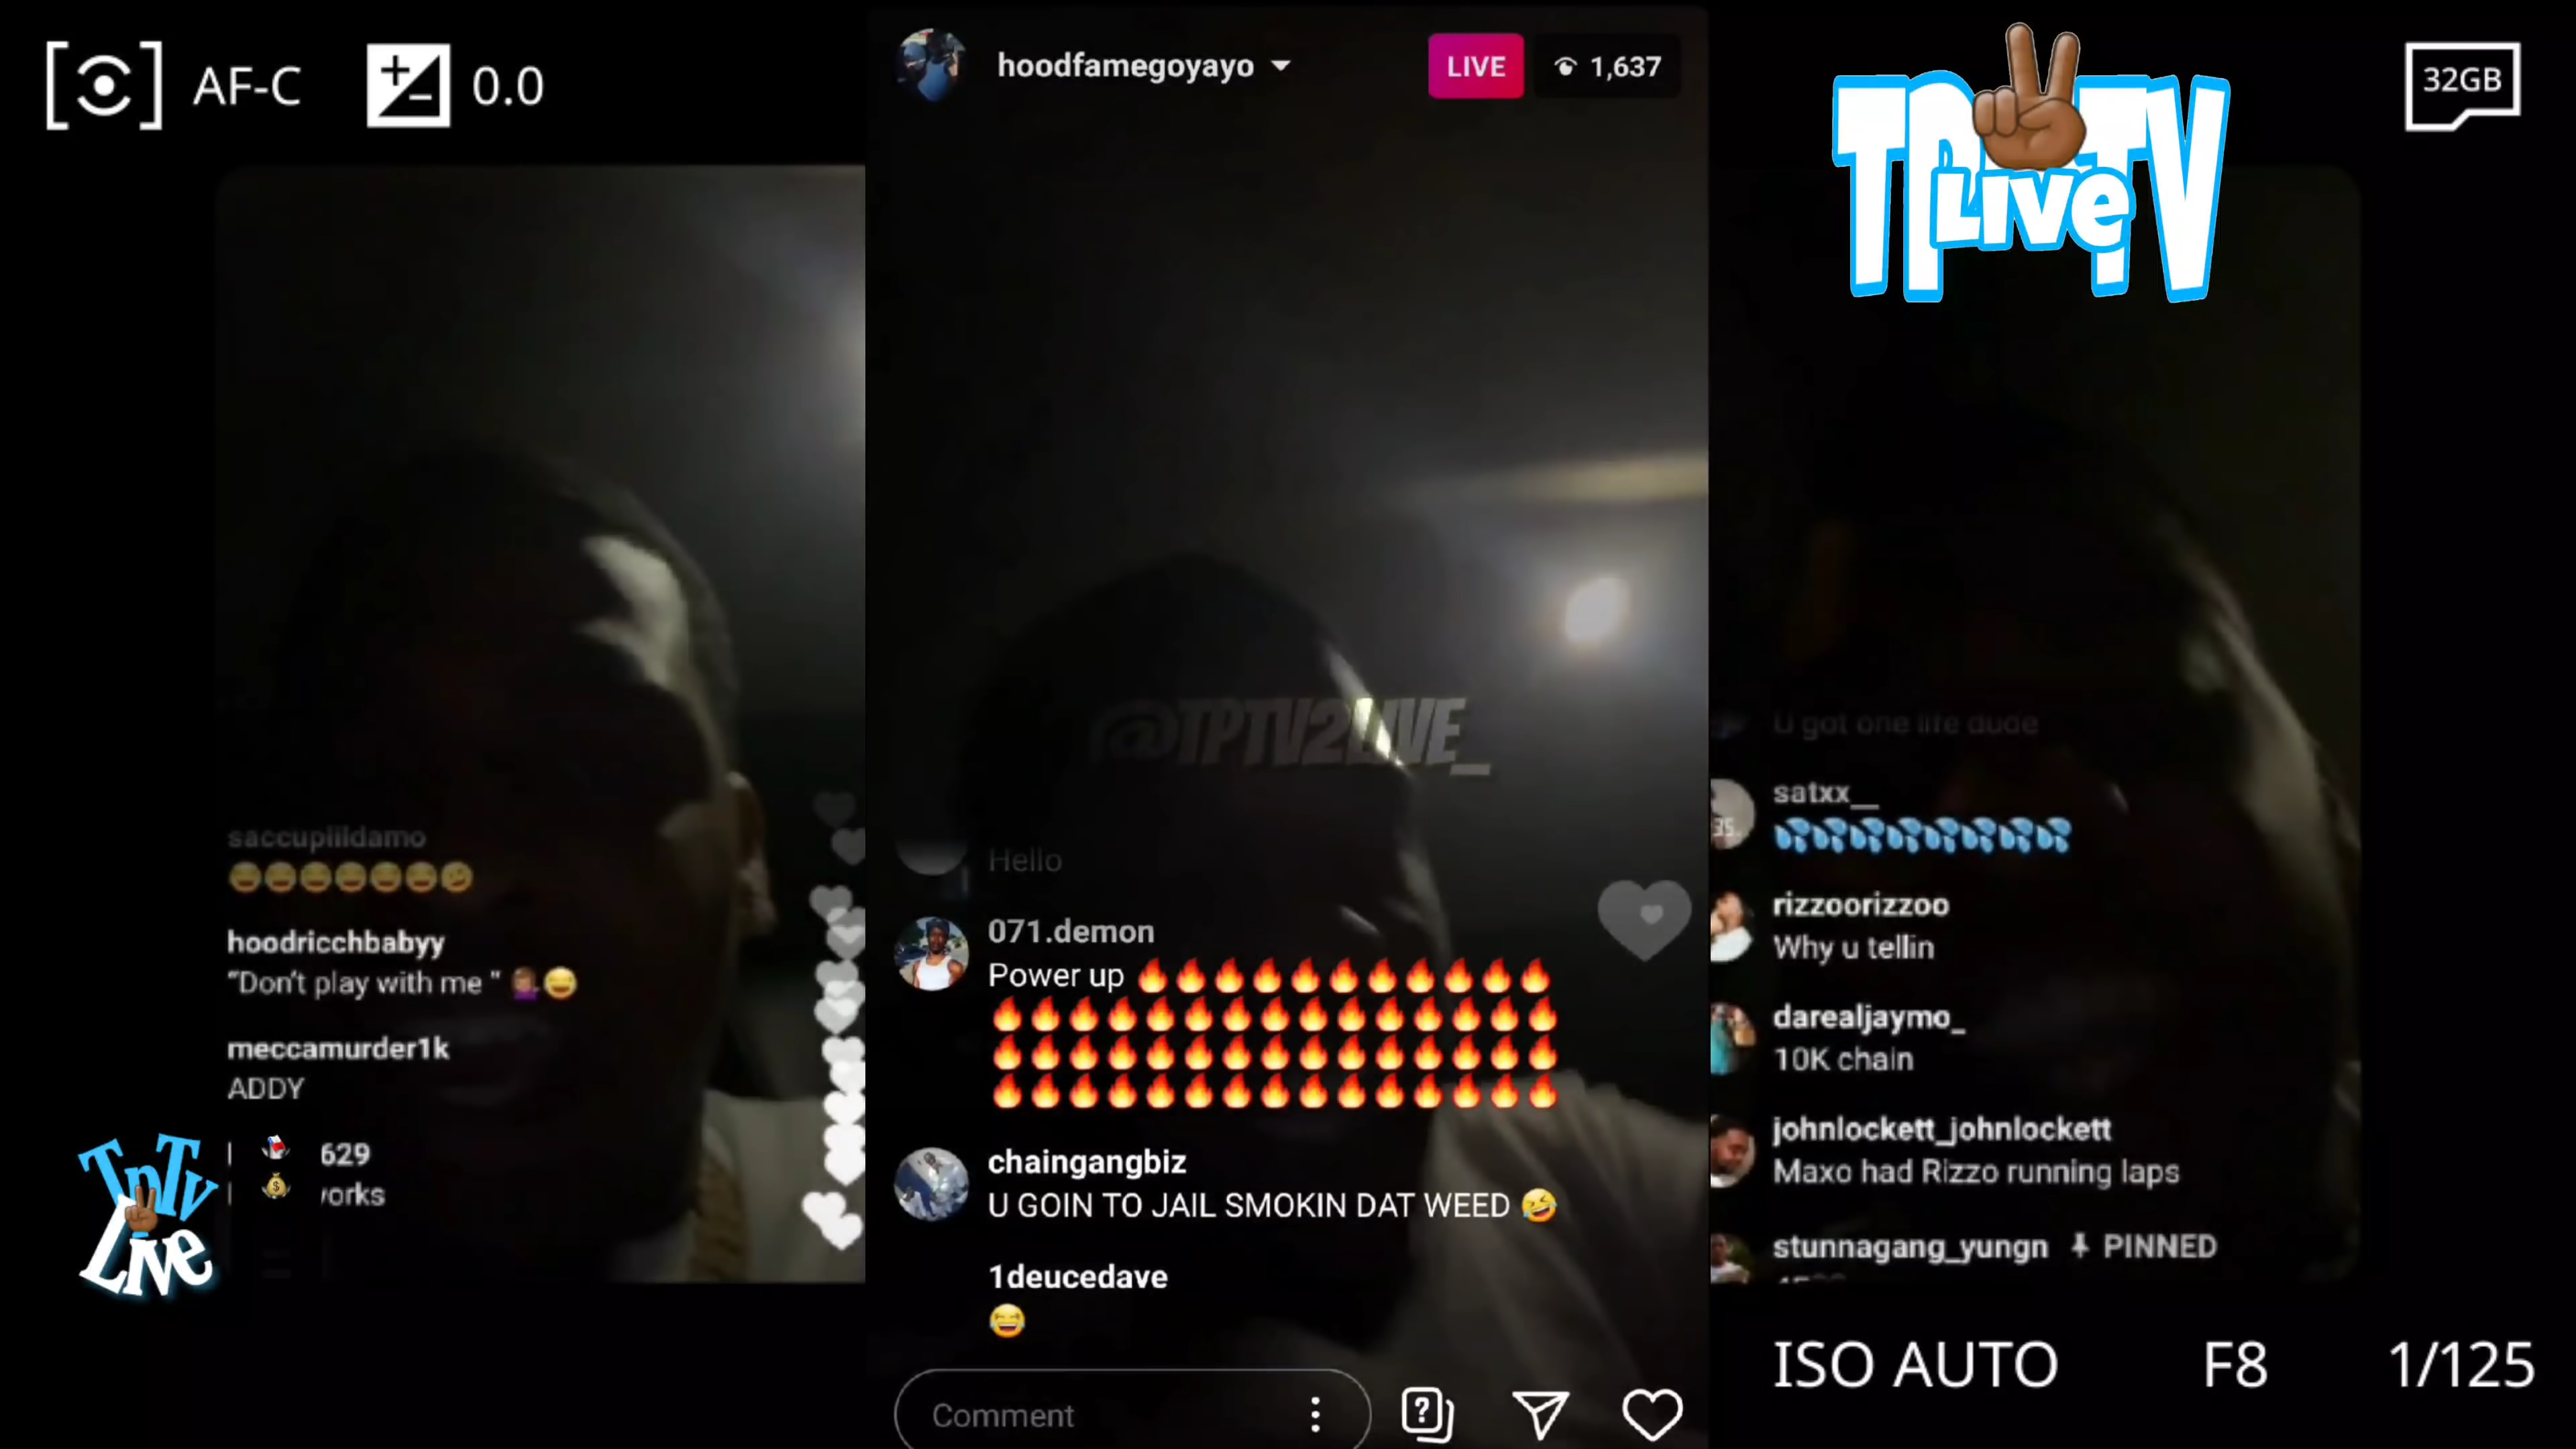 AF-C
0.0
hoodfamegoyayo
LIVE
1,637
TPTV
LIVE
32GB
@TPTV2LIVE_
saccupliildamo
hoodricchbabyy
"Don't play with me "
meccamurder1k
ADDY
629
TPTV
LIVE
Hello
071.demon
Power up
chaingangbiz
U GOIN TO JAIL SMOKIN DAT WEED
1deucedave
Comment
U got one life dude
satxx__
rizzoorizzoo
Why u tellin
darealjaymo_
10K chain
johnlockett_johnlockett
Maxo had Rizzo running laps
stunnagang_yungn PINNED
ISO AUTO
F8
1/125